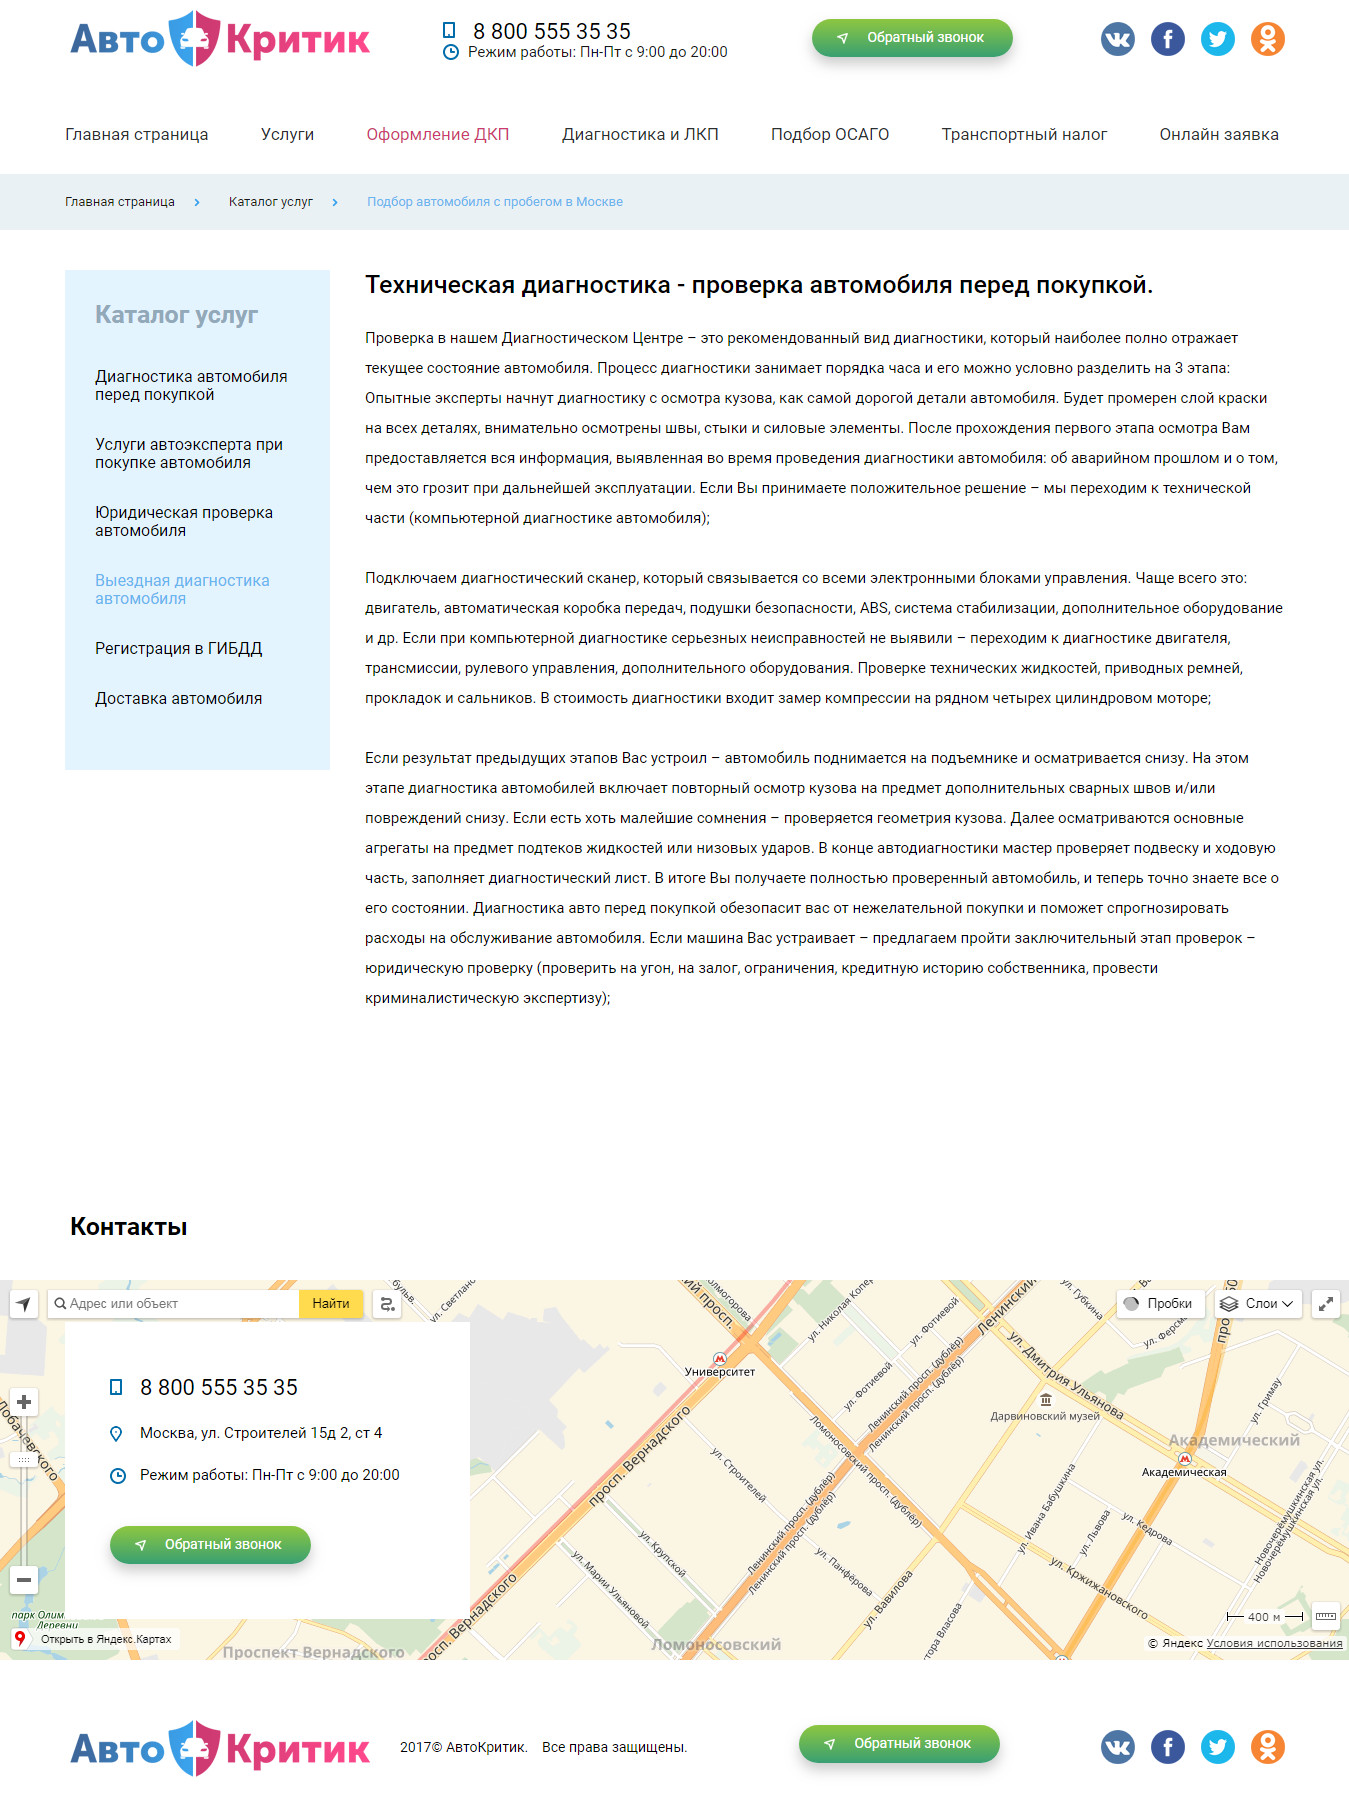 Авто Критик
8 800 555 35 35
Режим работы: Пн-Пт с 9:00 до 20:00
Обратный звонок
Главная страница Услуги Оформление ДКП Диагностика и ЛКП Подбор ОСАГО Транспортный налог Онлайн заявка
Главная страница Каталог услуг Подбор автомобиля с пробегом в Москве
Каталог услуг
Диагностика автомобиля
перед покупкой
Услуги автоэксперта при
покупке автомобиля
Юридическая проверка
автомобиля
Выездная диагностика
автомобиля
Регистрация в ГИБДД
Доставка автомобиля
Техническая диагностика - проверка автомобиля перед покупкой.
Проверка в нашем Диагностическом Центре – это рекомендованный вид диагностики, который наиболее полно отражает
текущее состояние автомобиля. Процесс диагностики занимает порядка часа и его можно условно разделить на 3 этапа:
Опытные эксперты начнут диагностику с осмотра кузова, как самой дорогой детали автомобиля. Будет промерен слой краски
на всех деталях, внимательно осмотрены швы, стыки и силовые элементы. После прохождения первого этапа осмотра Вам
предоставляется вся информация, выявленная во время проведения диагностики автомобиля: об аварийном прошлом и о том,
чем это грозит при дальнейшей эксплуатации. Если Вы принимаете положительное решение – мы переходим к технической
части (компьютерной диагностике автомобиля);
Подключаем диагностический сканер, который связывается со всеми электронными блоками управления. Чаще всего это:
двигатель, автоматическая коробка передач, подушки безопасности, ABS, система стабилизации, дополнительное оборудование
и др. Если при компьютерной диагностике серьезных неисправностей не выявили – переходим к диагностике двигателя,
трансмиссии, рулевого управления, дополнительного оборудования. Проверке технических жидкостей, приводных ремней,
прокладок и сальников. В стоимость диагностики входит замер компрессии на рядном четырех цилиндровом моторе;
Если результат предыдущих этапов Вас устроил – автомобиль поднимается на подъемнике и осматривается снизу. На этом
этапе диагностика автомобилей включает повторный осмотр кузова на предмет дополнительных сварных швов и/или
повреждений снизу. Если есть хоть малейшие сомнения – проверяется геометрия кузова. Далее осматриваются основные
агрегаты на предмет подтеков жидкостей или низовых ударов. В конце автодиагностики мастер проверяет подвеску и ходовую
часть, заполняет диагностический лист. В итоге Вы получаете полностью проверенный автомобиль, и теперь точно знаете все о
его состоянии. Диагностика авто перед покупкой обезопасит вас от нежелательной покупки и поможет спрогнозировать
расходы на обслуживание автомобиля. Если машина Вас устраивает – предлагаем пройти заключительный этап проверок –
юридическую проверку (проверить на угон, на залог, ограничения, кредитную историю собственника, провести
криминалистическую экспертизу);
Контакты
Адрес или объект Найти
Пробки Слои
8 800 555 35 35
Москва, ул. Строителей 15д 2, ст 4
Режим работы: Пн-Пт с 9:00 до 20:00
Обратный звонок
Университет
просп. Вернадского
ул. Строителей
ул. Крупской
ул. Марии Ульяновой
Ломоносовский просп. (дублёр)
Ленинский просп. (дублёр)
Ленинский просп. (дублёр)
Ленинский просп. (дублёр)
Ленинский просп. (дублёр)
ул. Фотиевой
ул. Фотиевой
Ленинский
ул. Губкина
ул. Дмитрия Ульянова
Дарвиновский музей
Академический
Академическая
ул. Гримау
ул. Ивана Бабушкина
ул. Львова
ул. Кедрова
ул. Кржижановского
Новочерёмушкинская ул.
Новочерёмушкинская ул.
ул. Панфёрова
ул. Вавилова
Ломоносовский
Проспект Вернадского
Открыть в Яндекс.Картах
400 м
© Яндекс Условия использования
Авто Критик
2017© АвтоКритик. Все права защищены.
Обратный звонок